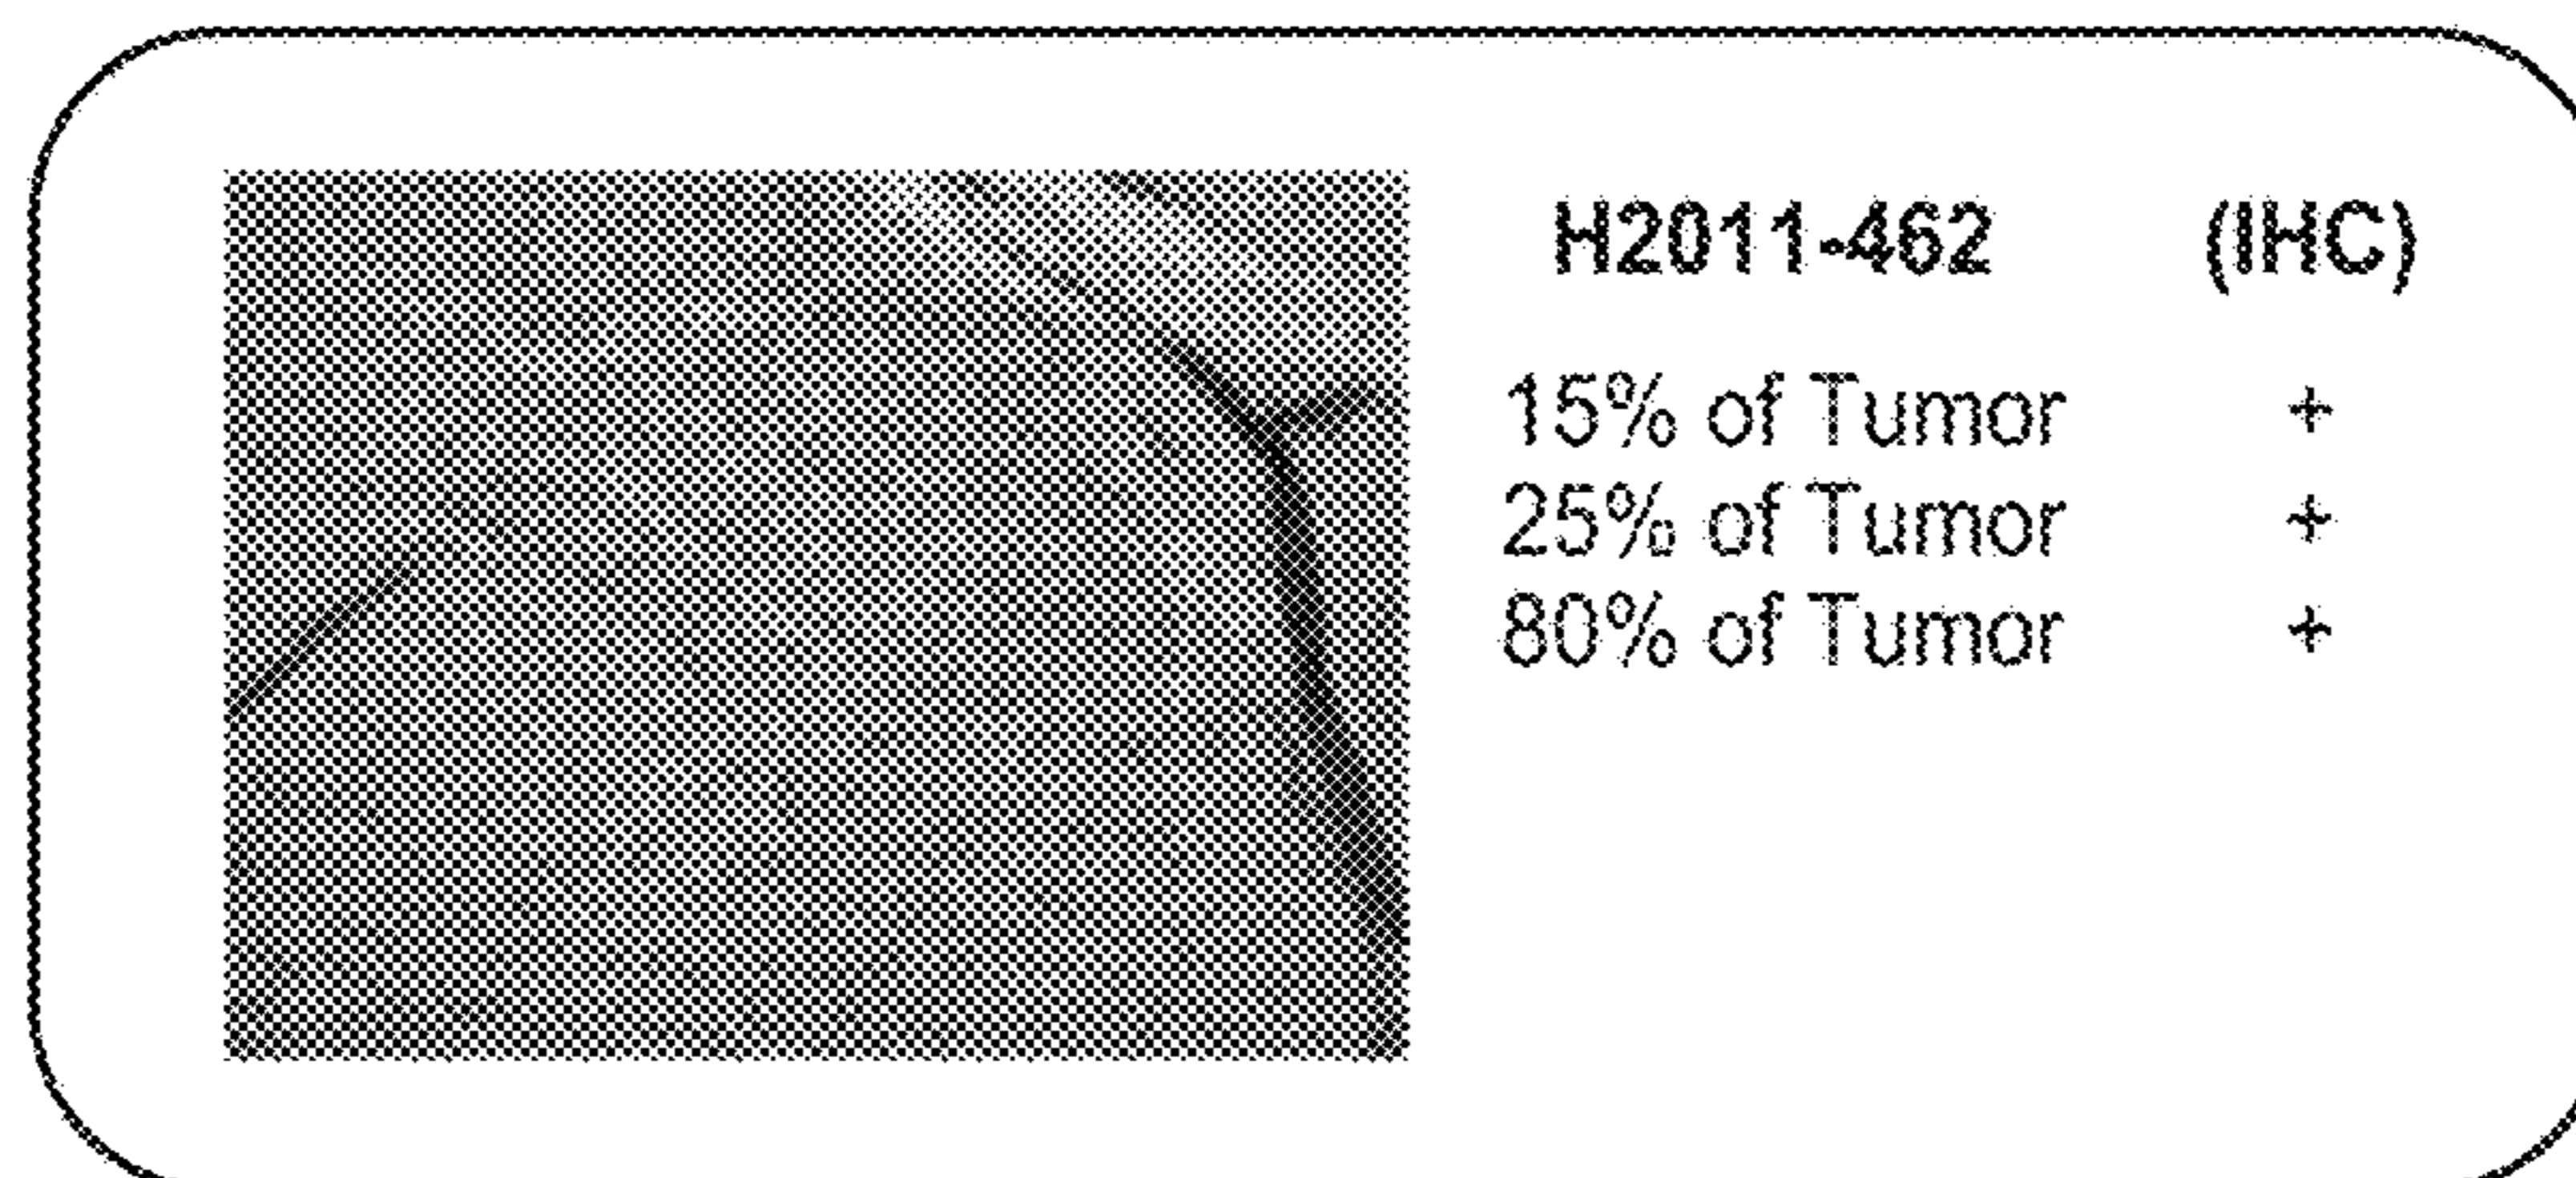 H2011-462 (IHC)
15% of Tumor +
25% of Tumor +
80% of Tumor +